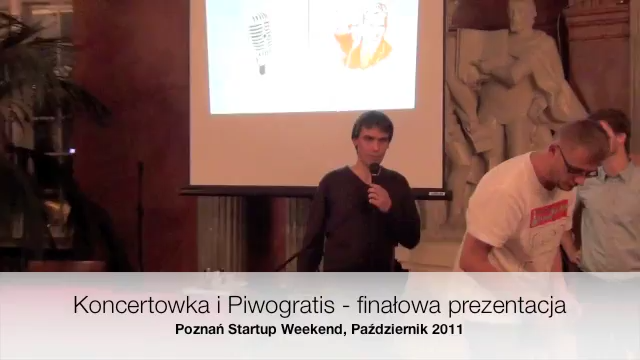 Koncertowka i Piwogratis - finałowa prezentacja
Poznań Startup Weekend, Październik 2011